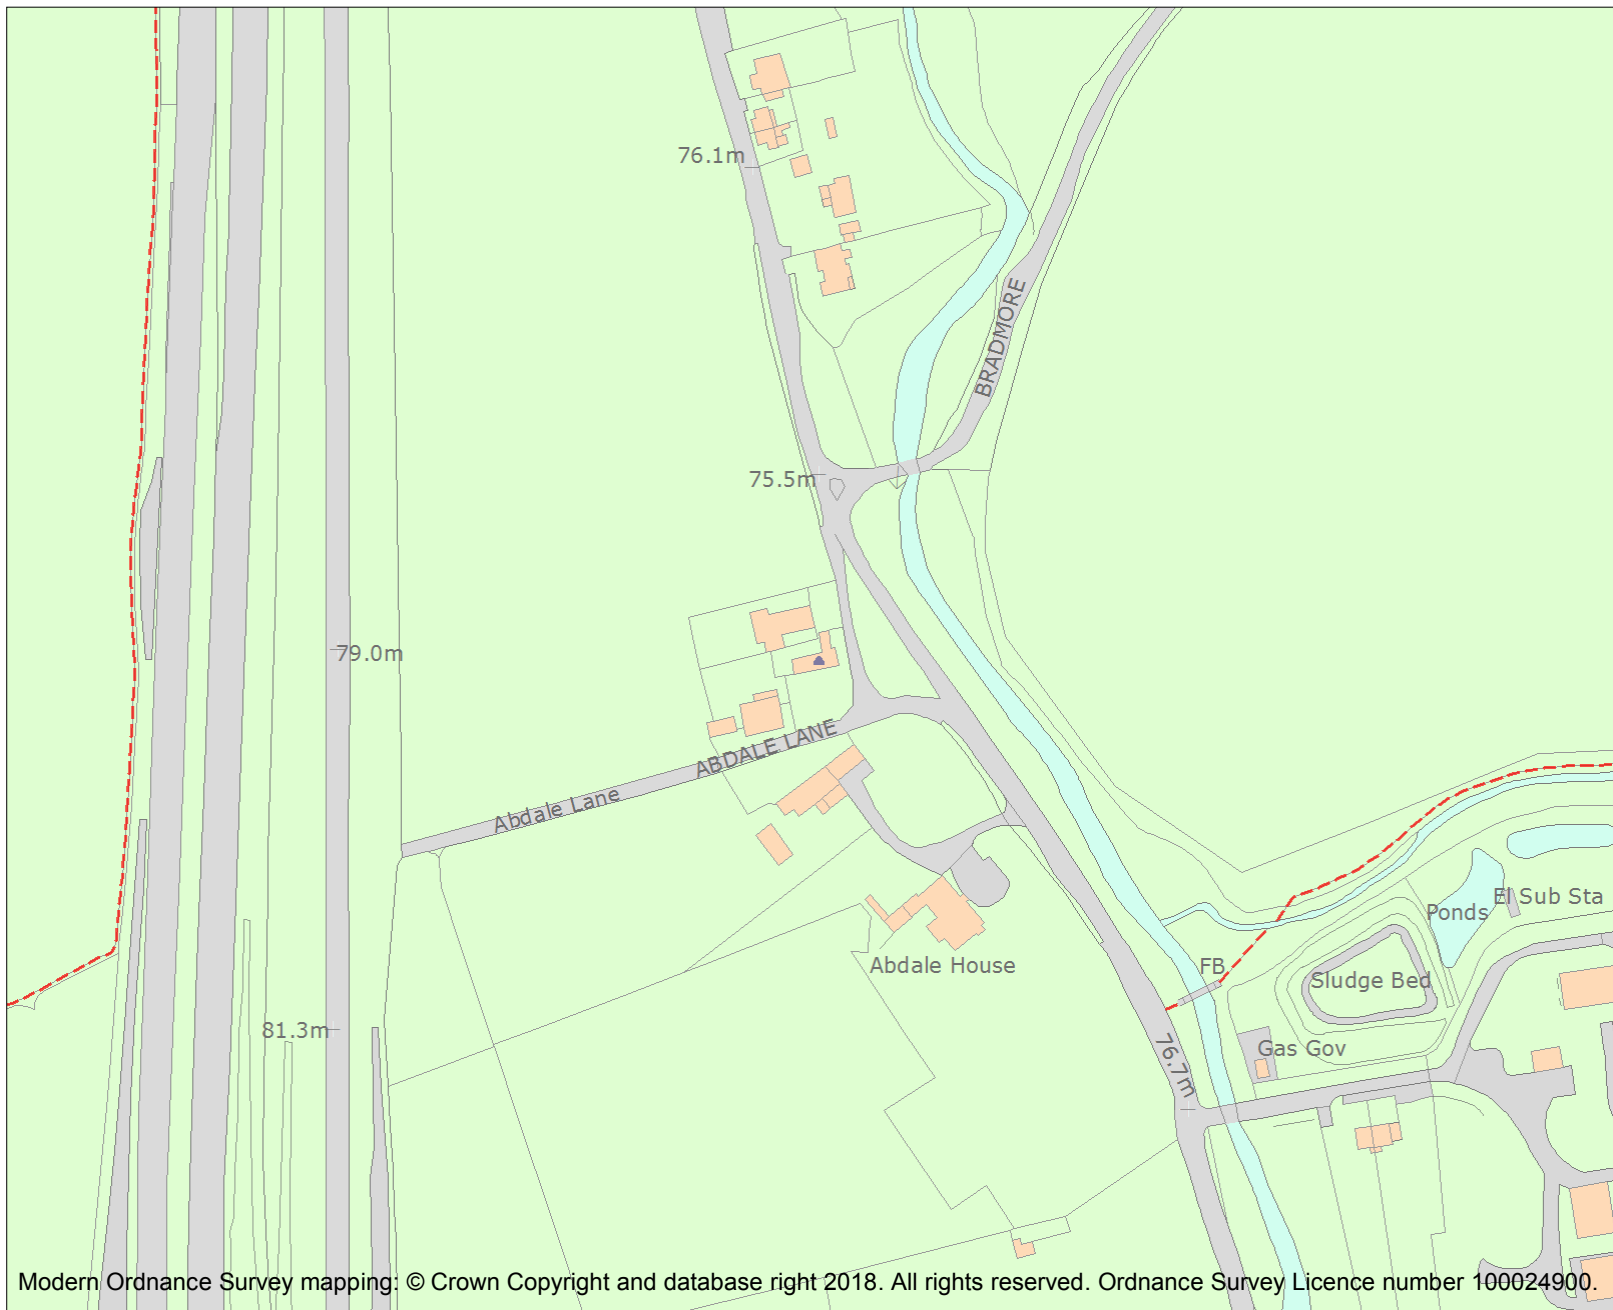 76.1m
BRADMORE
75.5m
79.0m
ABDALE LANE
Abdale Lane
El Sub Sta
Ponds
Abdale House
FB
Sludge Bed
81.3m
Gas Gov
76.7m
Modern Ordnance Survey mapping: © Crown Copyright and database right 2018. All rights reserved. Ordnance Survey Licence number 100024900.